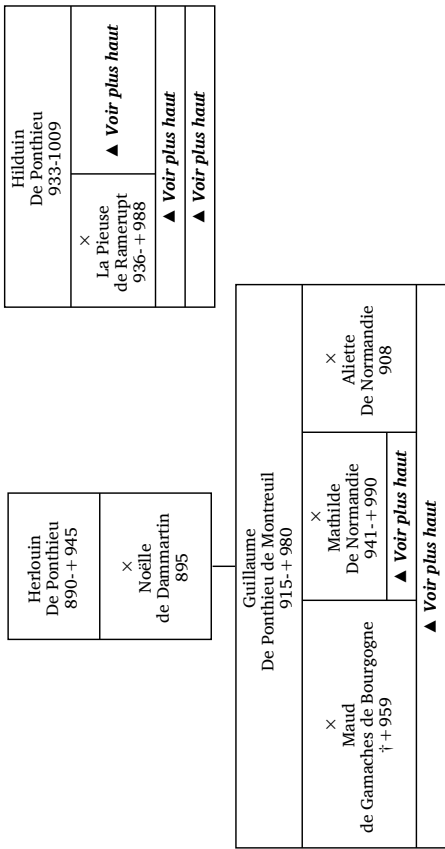 Herlouin
De Ponthieu
890-+945
×
Noëlle
de Dammartin
895
Guillaume
De Ponthieu de Montreuil
915-+980
×
Maud
de Gamaches de Bourgogne
† +959
×
Mathilde
De Normandie
941-+990
▲ Voir plus haut
×
Aliette
De Normandie
908
▲ Voir plus haut
Hilduin
De Ponthieu
933-1009
×
La Pieuse
de Ramerupt
936-+988
▲ Voir plus haut
▲ Voir plus haut
▲ Voir plus haut